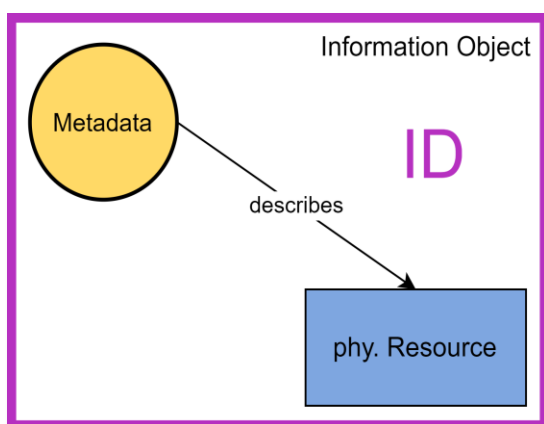 Information Object
Metadata
ID
describes
phy. Resource